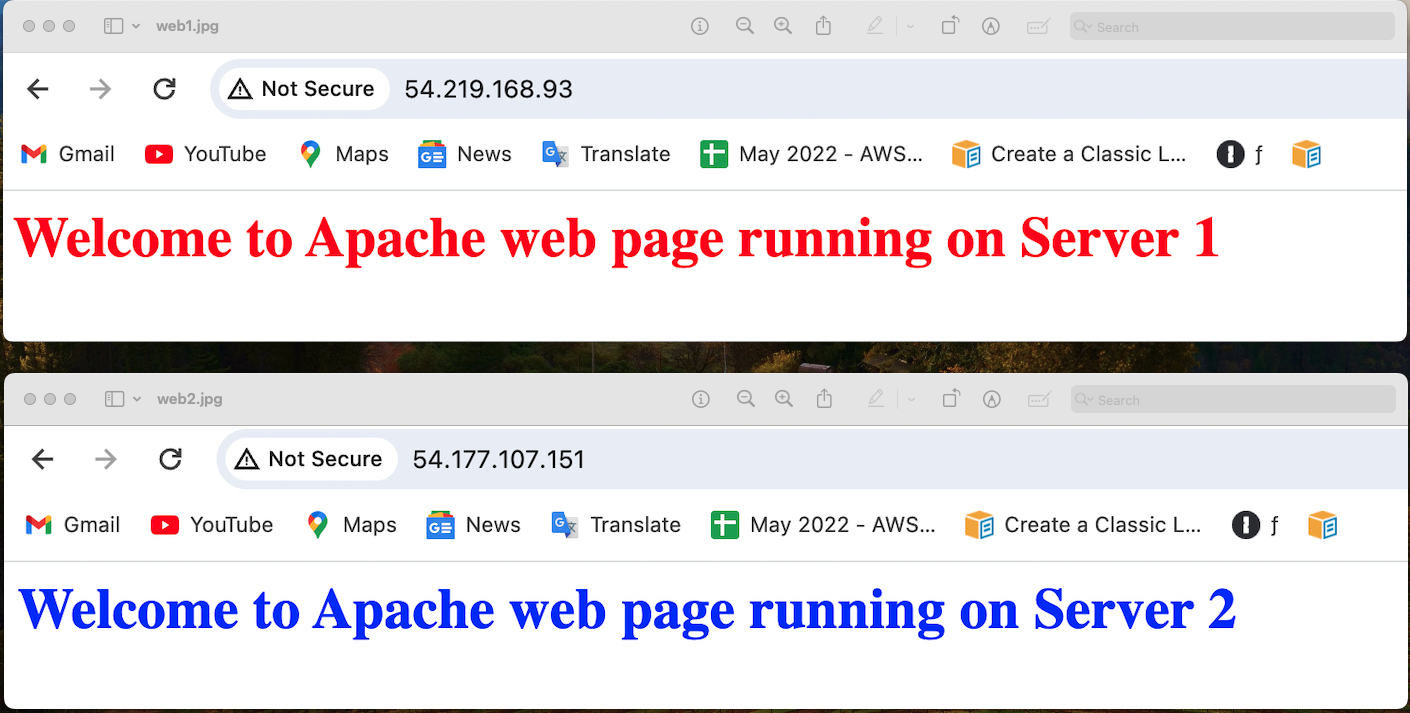 web1.jpg
Search
Not Secure 54.219.168.93
Gmail YouTube Maps News Translate May 2022 - AWS... Create a Classic L... ƒ
Welcome to Apache web page running on Server 1
web2.jpg
Search
Not Secure 54.177.107.151
Gmail YouTube Maps News Translate May 2022 - AWS... Create a Classic L... ƒ
Welcome to Apache web page running on Server 2